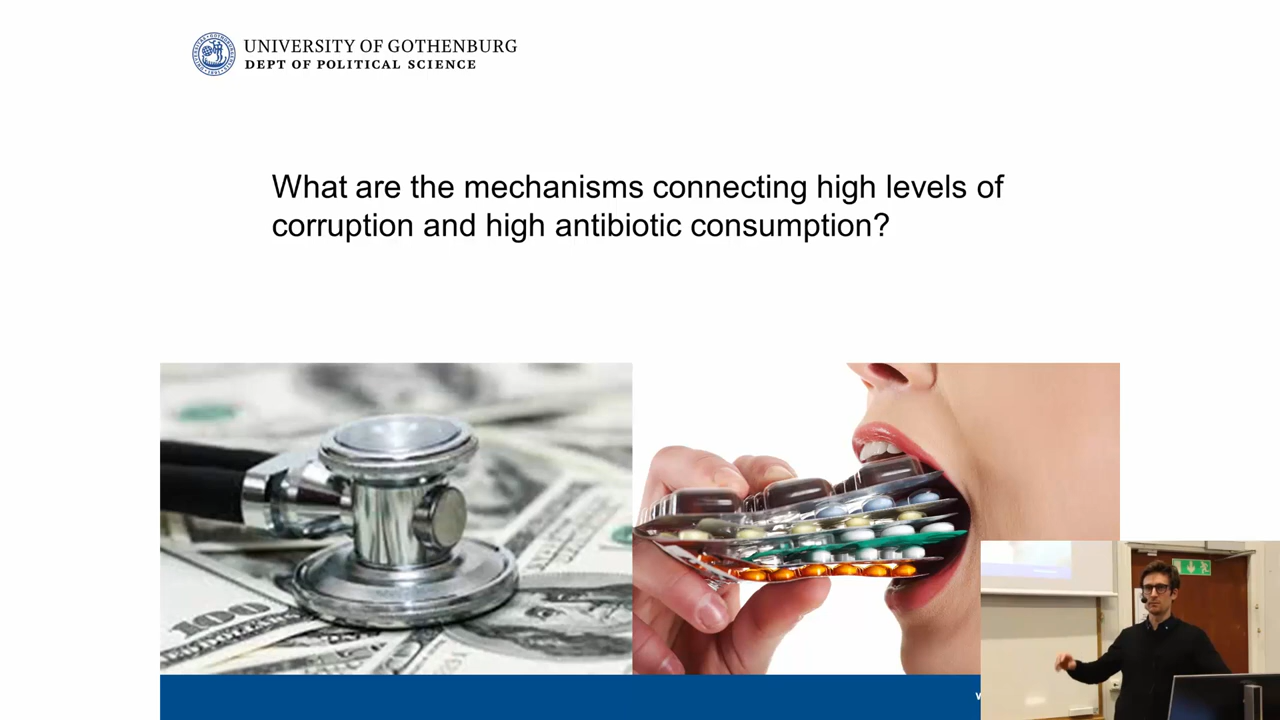 UNIVERSITY OF GOTHENBURG
DEPT OF POLITICAL SCIENCE
What are the mechanisms connecting high levels of
corruption and high antibiotic consumption?
100